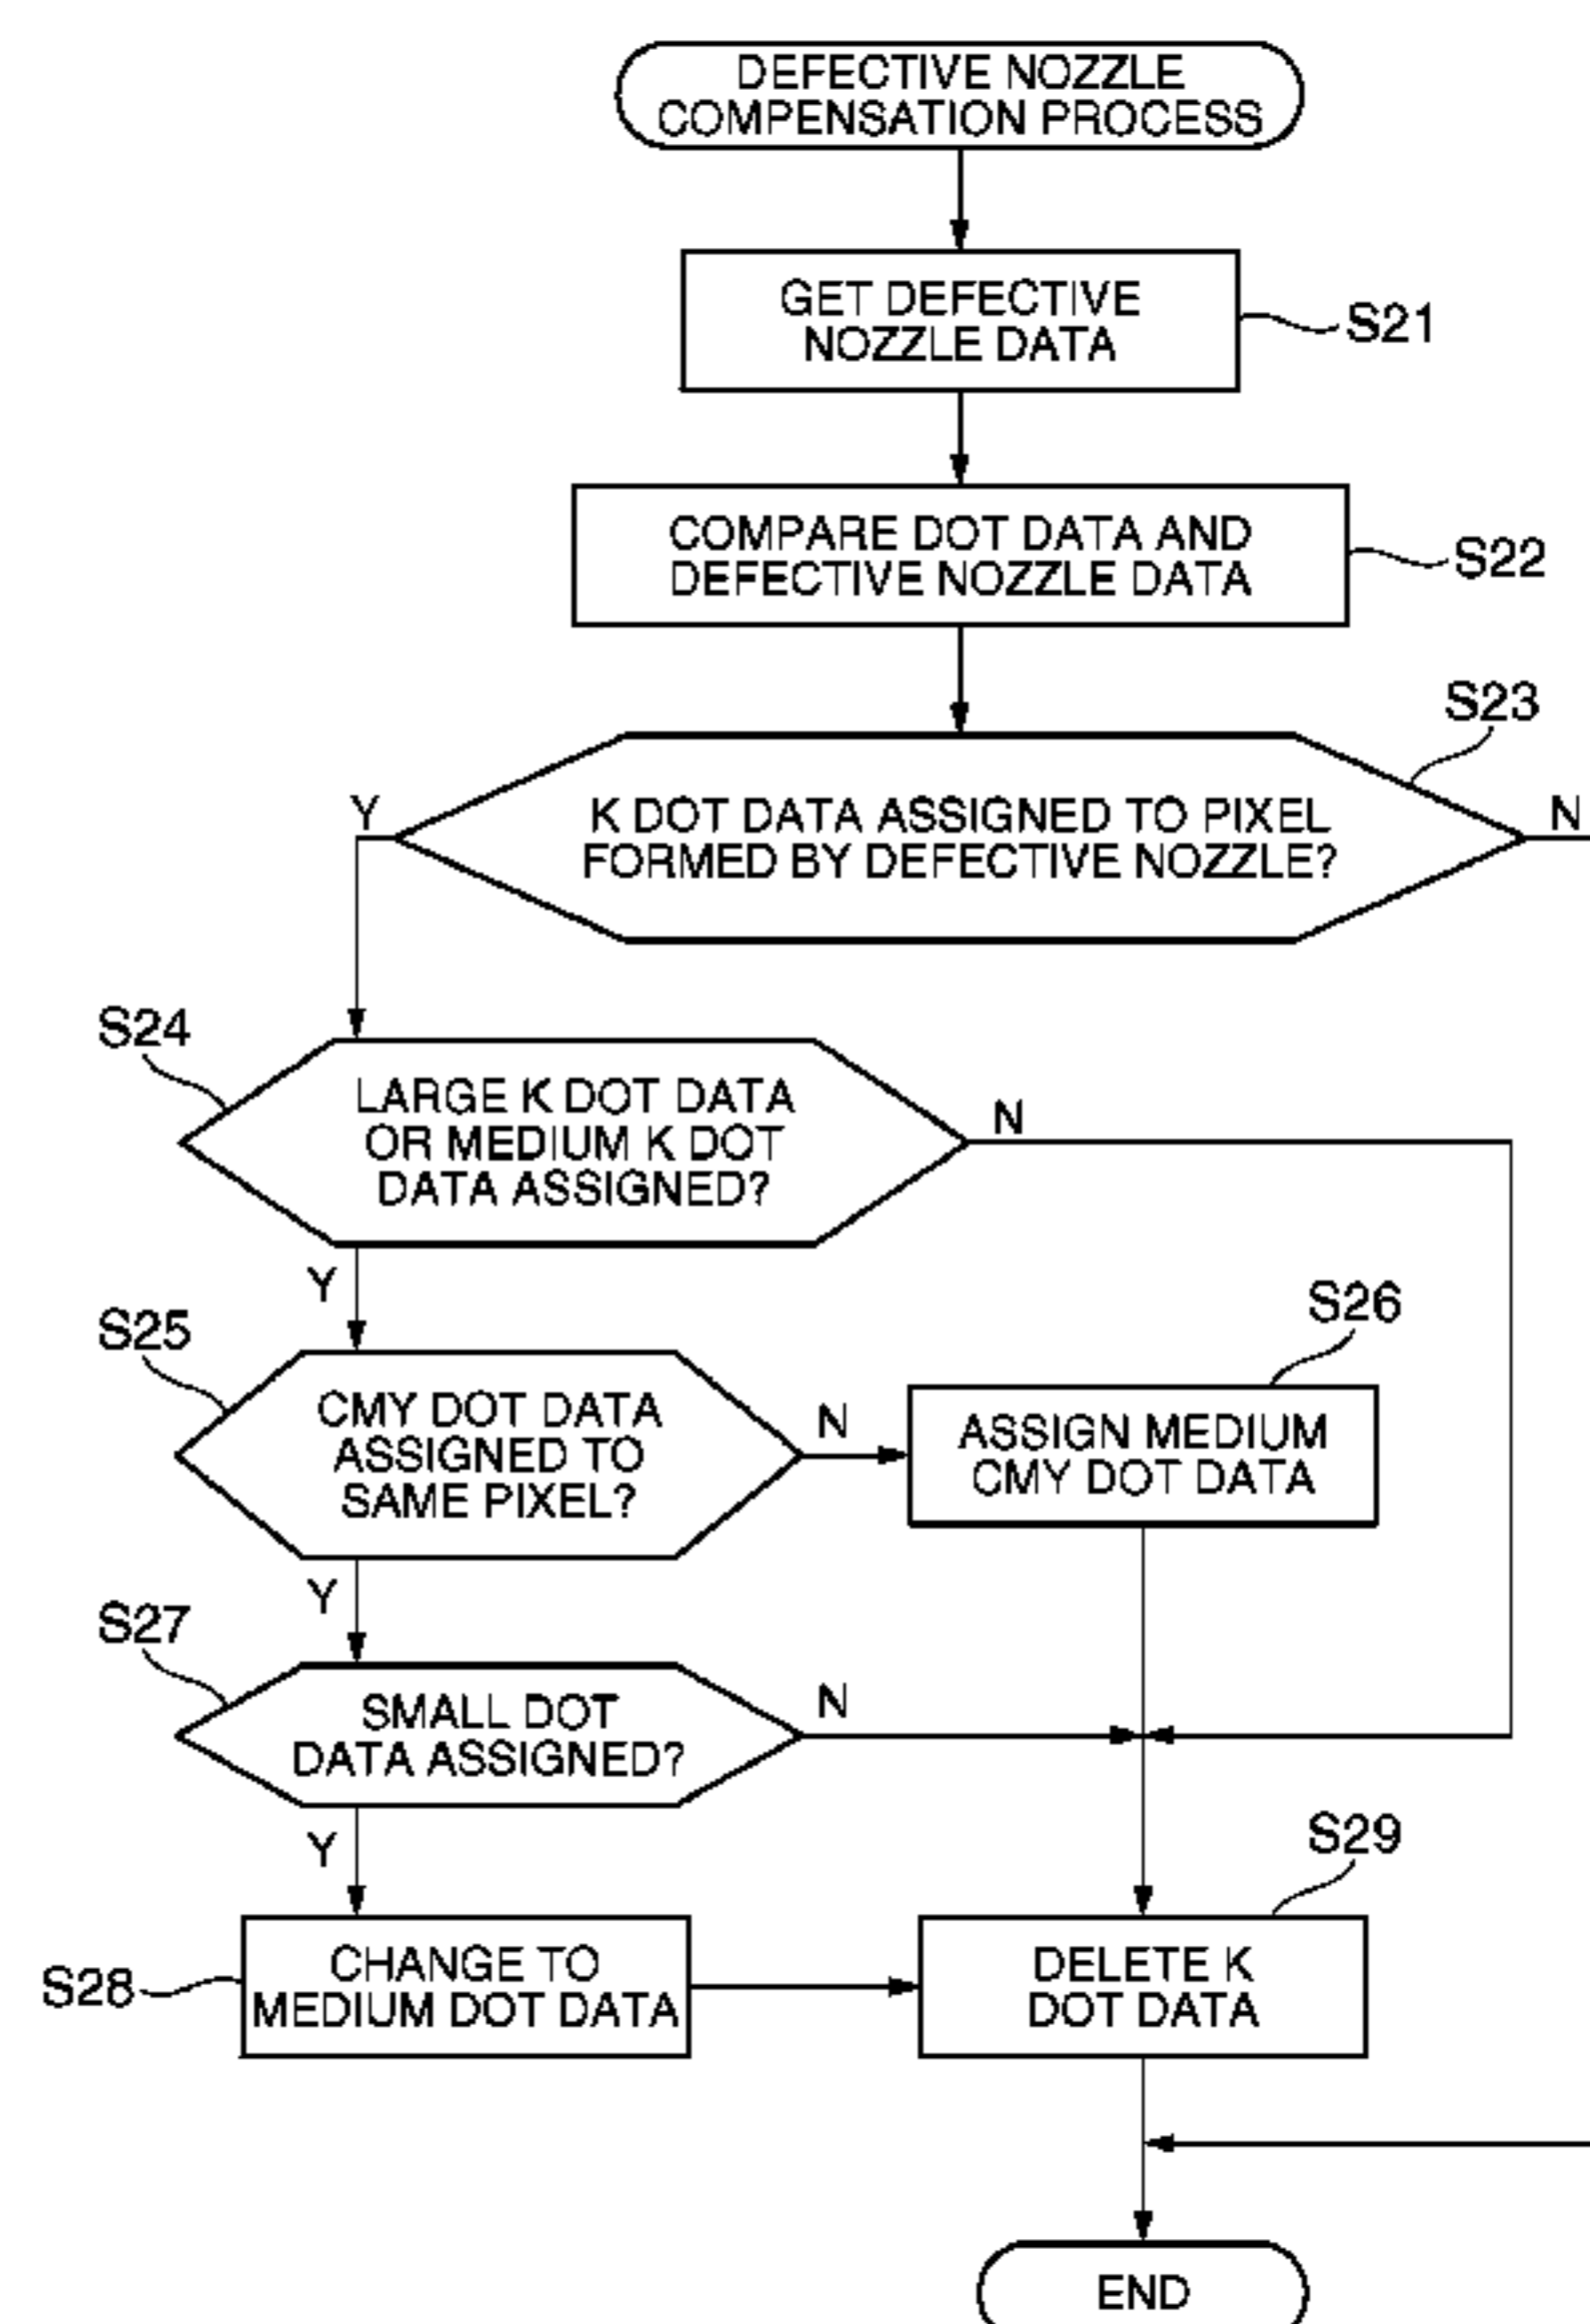 DEFECTIVE NOZZLE
COMPENSATION PROCESS
GET DEFECTIVE
NOZZLE DATA
S21
COMPARE DOT DATA AND
DEFECTIVE NOZZLE DATA
S22
S23
K DOT DATA ASSIGNED TO PIXEL
FORMED BY DEFECTIVE NOZZLE?
Y
N
S24
LARGE K DOT DATA
OR MEDIUM K DOT
DATA ASSIGNED?
N
Y
S25
CMY DOT DATA
ASSIGNED TO
SAME PIXEL?
N
S26
ASSIGN MEDIUM
CMY DOT DATA
Y
S27
SMALL DOT
DATA ASSIGNED?
N
Y
S28
CHANGE TO
MEDIUM DOT DATA
S29
DELETE K
DOT DATA
END